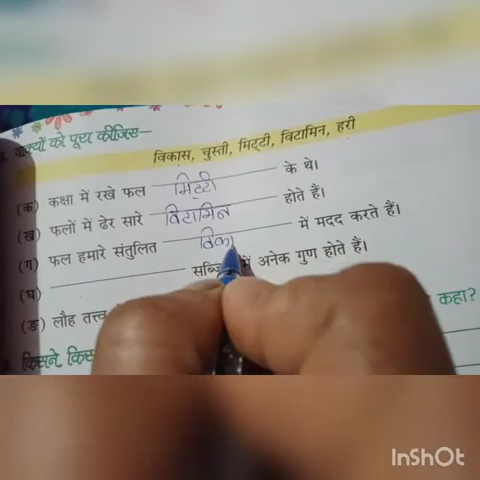 वाक्यों को पूरा कीजिए—
विकास, चुस्ती, मिट्टी, विटामिन, हरी
(क) कक्षा में रखे फल मिट्टी के थे।
(ख) फलों में ढेर सारे विटामिन होते हैं।
(ग) फल हमारे संतुलित विका में मदद करते हैं।
(घ) में अनेक गुण होते हैं।
(ङ) लौह तत्त्व
किसने, किस कहा?
InShOt